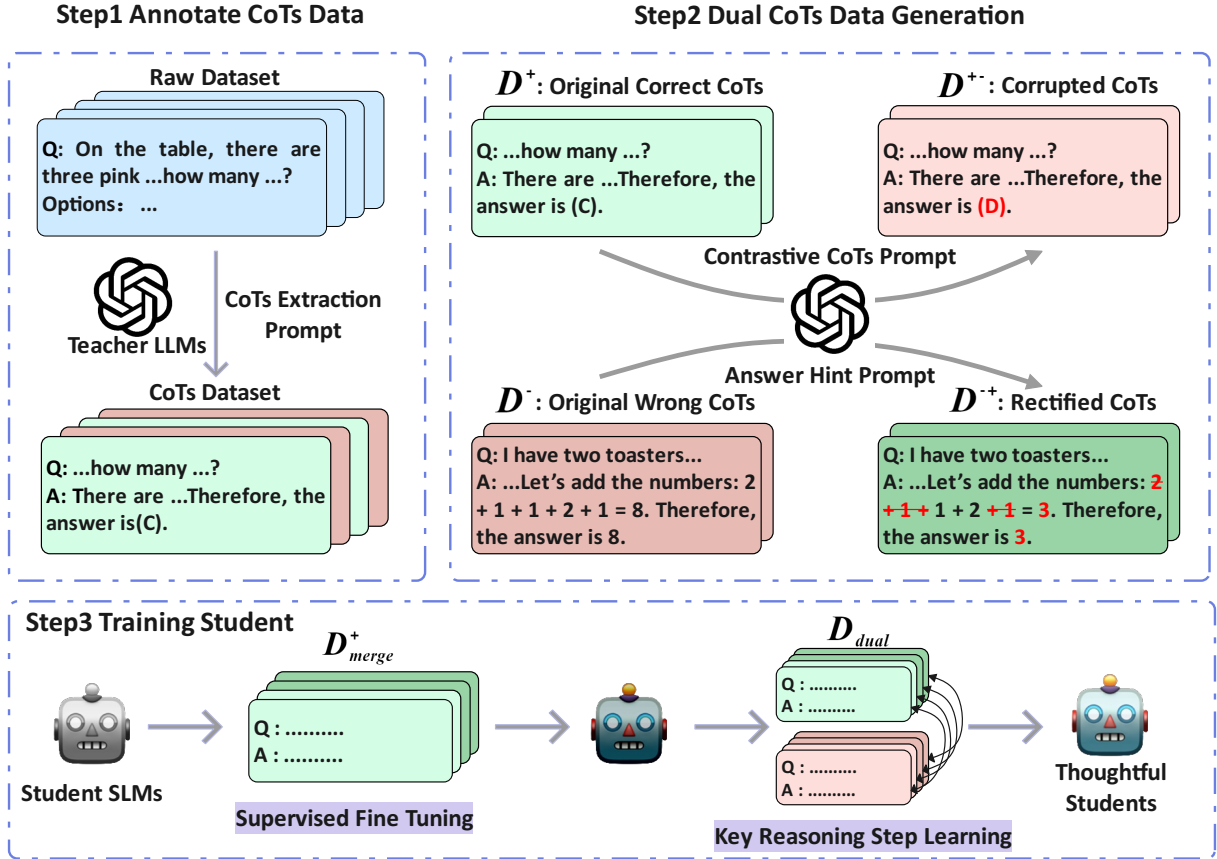 Step1 Annotate CoTs Data
Raw Dataset
Q: On the table, there are
three pink ...how many ...?
Options： ...
Teacher LLMs
CoTs Extraction
Prompt
CoTs Dataset
Q: ...how many ...?
A: There are ...Therefore, the
answer is(C).
Step2 Dual CoTs Data Generation
D+: Original Correct CoTs
Q: ...how many ...?
A: There are ...Therefore, the
answer is (C).
D+-: Corrupted CoTs
Q: ...how many ...?
A: There are ...Therefore, the
answer is (D).
Contrastive CoTs Prompt
Answer Hint Prompt
D-: Original Wrong CoTs
Q: I have two toasters...
A: ...Let’s add the numbers: 2
+ 1 + 1 + 2 + 1 = 8. Therefore,
the answer is 8.
D-+: Rectified CoTs
Q: I have two toasters...
A: ...Let’s add the numbers: 2
+ 1 + 1 + 2 + 1 = 3. Therefore,
the answer is 3.
Step3 Training Student
Student SLMs
D+merge
Q : ..........
A : ..........
Supervised Fine Tuning
Ddual
Q : ..........
A : ..........
Q : ..........
A : ..........
Key Reasoning Step Learning
Thoughtful
Students